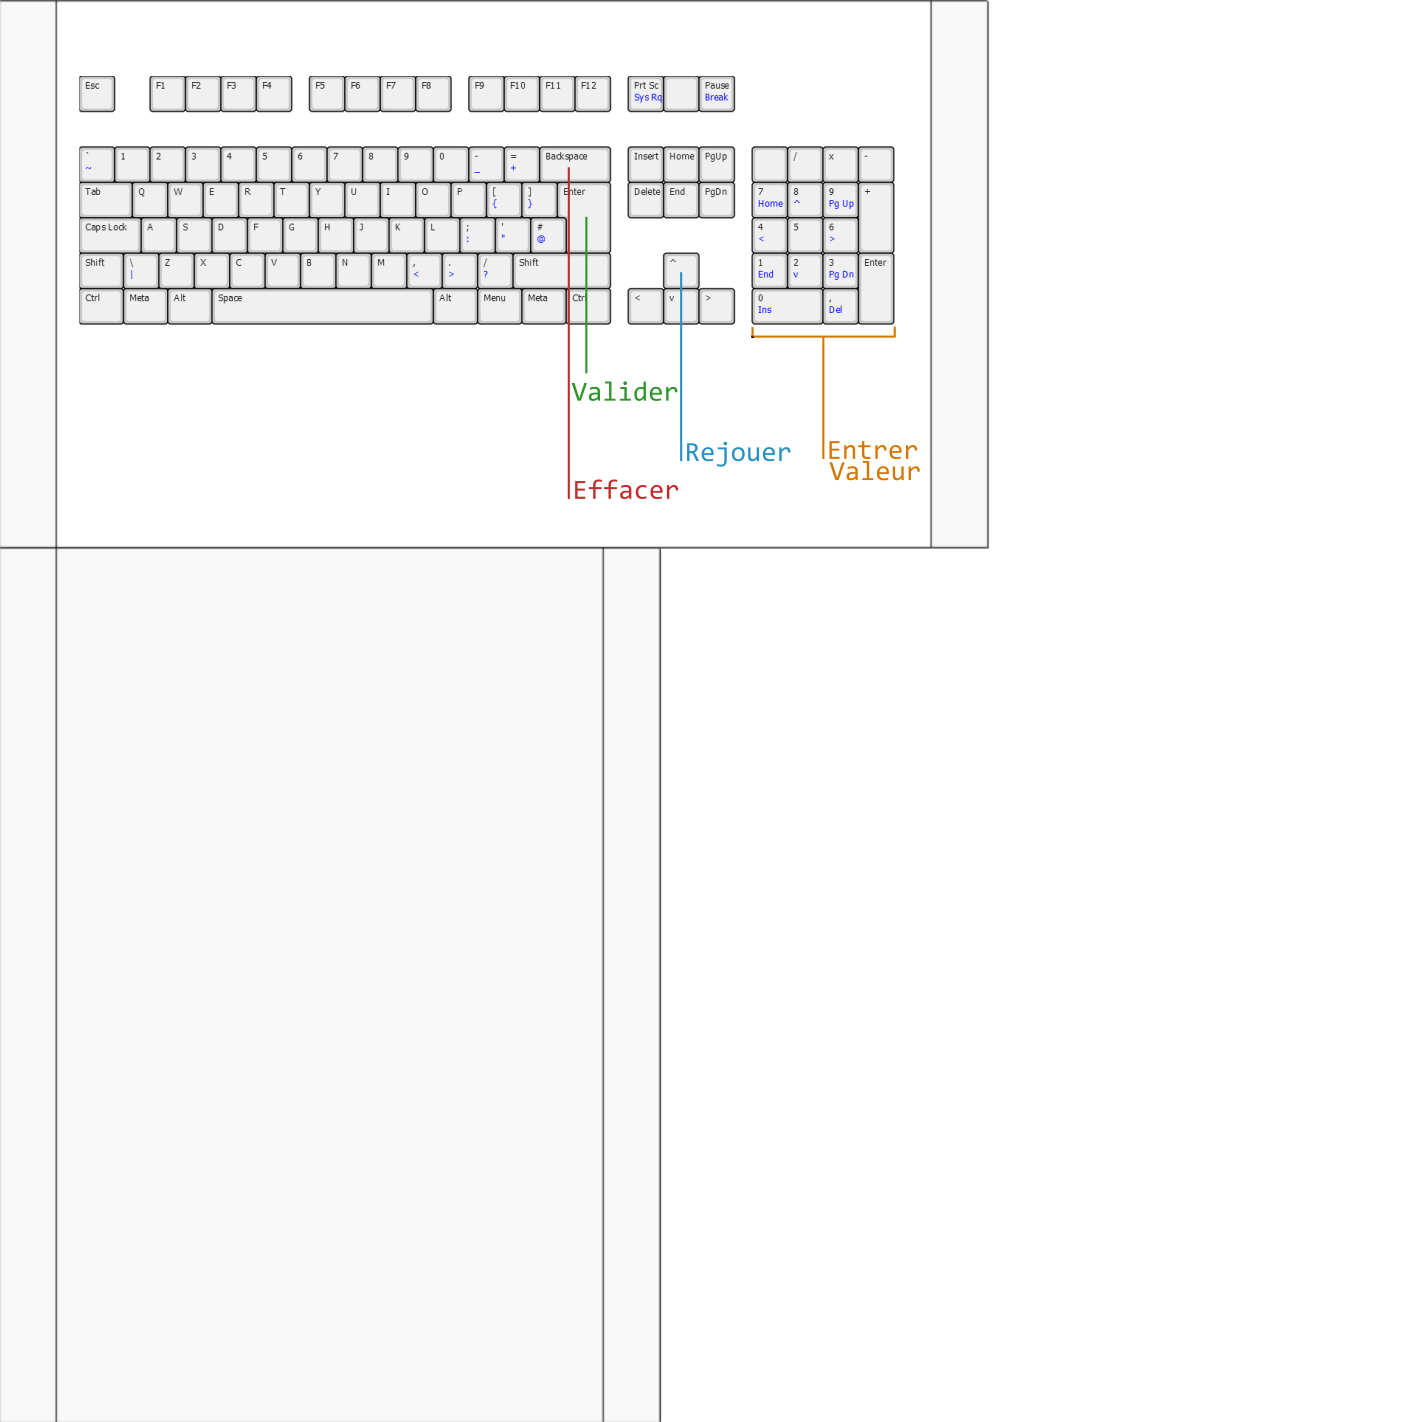 Esc F1 F2 F3 F4 F5 F6 F7 F8 F9 F10 F11 F12 Prt Sc Pause
Sys Rq Break
` 1 2 3 4 5 6 7 8 9 0 - = Backspace Insert Home PgUp / x -
~ _ +
Tab Q W E R T Y U I O P [ ] Enter Delete End PgDn 7 8 9 +
{ } Home ^ Pg Up
Caps Lock A S D F G H J K L ; ' # 4 5 6
: " @ < >
Shift \ Z X C V B N M , . / Shift ^ 1 2 3 Enter
| < > ? End v Pg Dn
Ctrl Meta Alt Space Alt Menu Meta Ctrl < v > 0 ,
Ins Del
Valider
Rejouer
Entrer
Valeur
Effacer